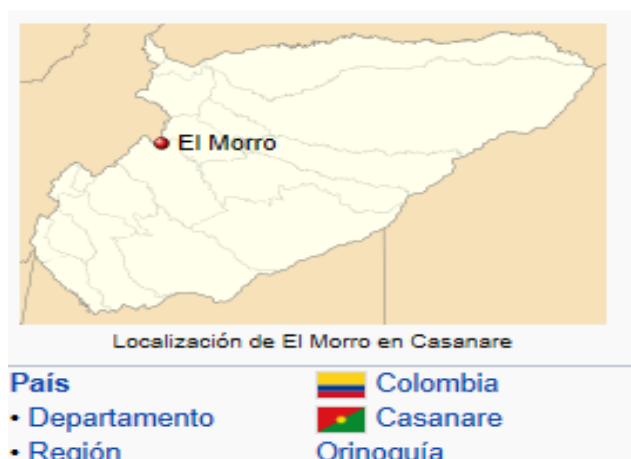 El Morro
Localización de El Morro en Casanare
País Colombia
• Departamento Casanare
• Región Orinoquía